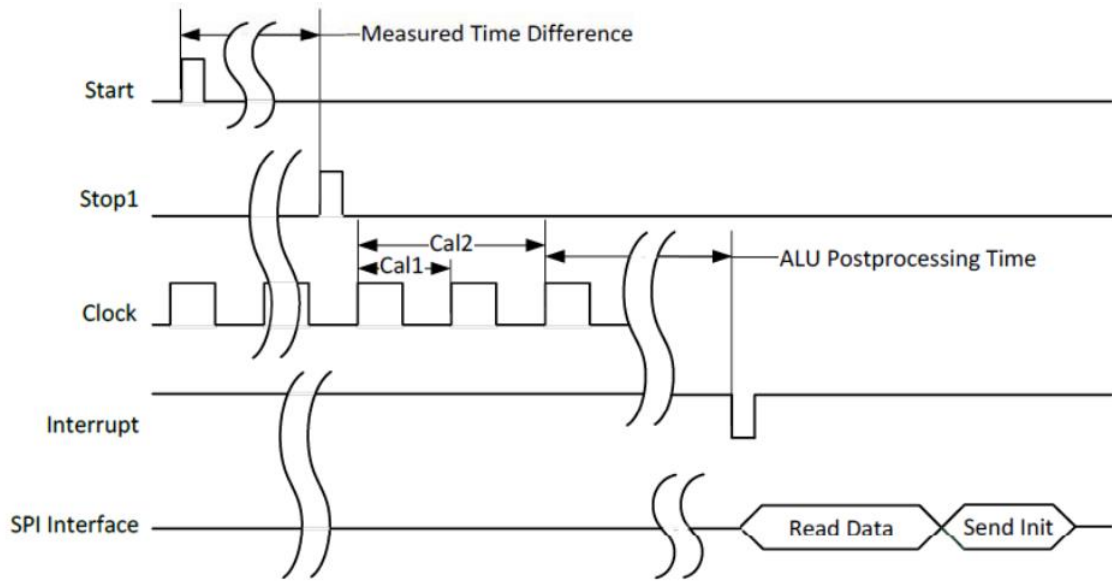 Measured Time Difference
Start
Stop1
Cal2
Cal1
ALU Postprocessing Time
Clock
Interrupt
SPI Interface
Read Data
Send Init